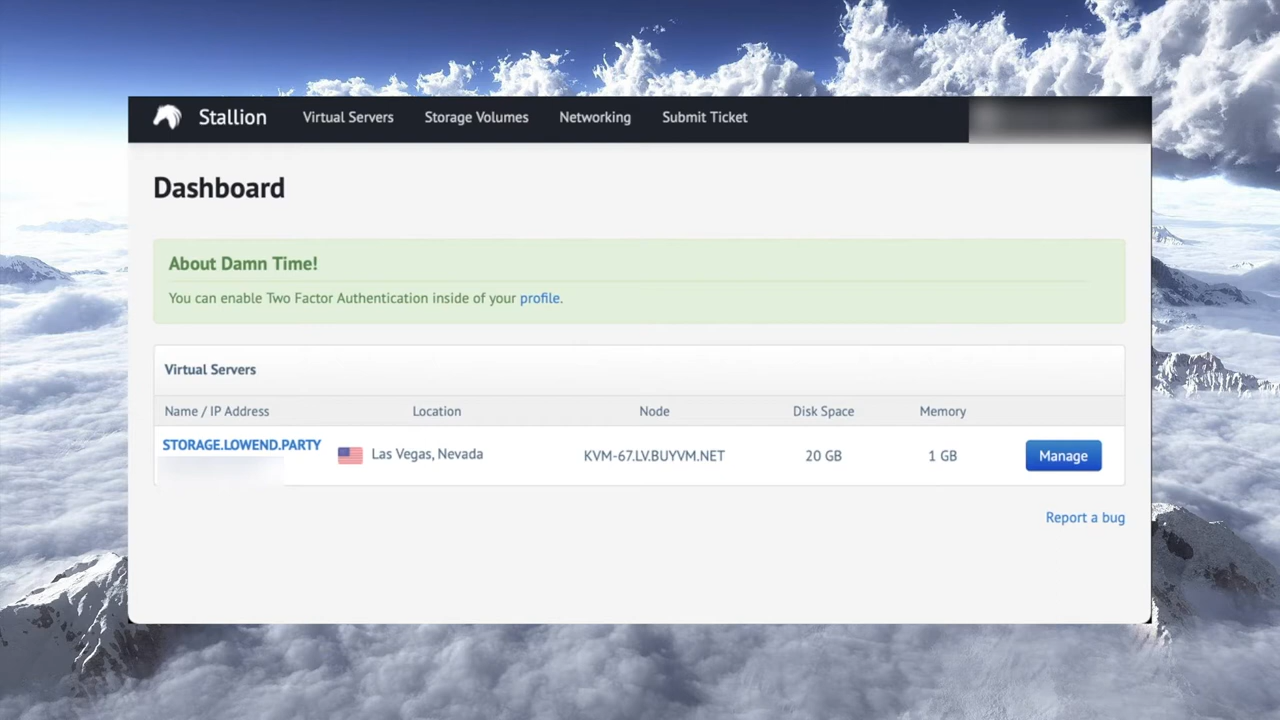 Stallion Virtual Servers Storage Volumes Networking Submit Ticket
Dashboard
About Damn Time!
You can enable Two Factor Authentication inside of your profile.
Virtual Servers
Name / IP Address Location Node Disk Space Memory
STORAGE.LOWEND.PARTY Las Vegas, Nevada KVM-67.LV.BUYVM.NET 20 GB 1 GB Manage
Report a bug